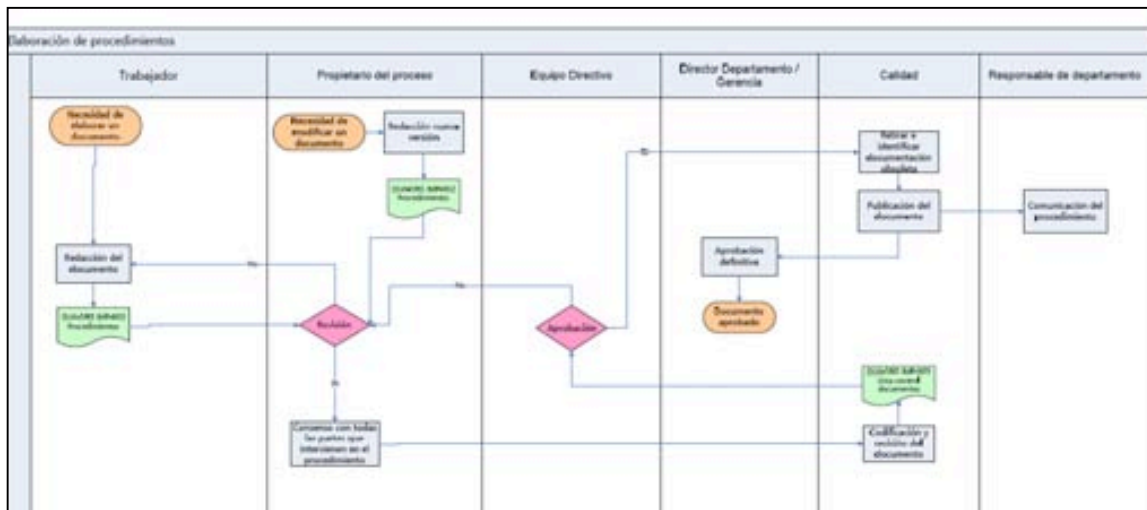 Elaboración de procedimientos
Trabajador
Propietario del proceso
Equipo Directivo
Director Departamento /
Gerencia
Calidad
Responsable de departamento
Necesidad de
elaborar un
documento
Necesidad de
modificar un
documento
Redacción nueva
versión
Procedimientos
Retirar e
identificar
documentación
obsoleta
Publicación del
documento
Comunicación del
procedimiento
Redacción del
documento
Procedimientos
Revisión
Aprobación
Aprobación
definitiva
Documento
aprobado
documentos
Consenso con todas
las partes que
intervienen en el
procedimiento
Codificación y
revisión del
documento